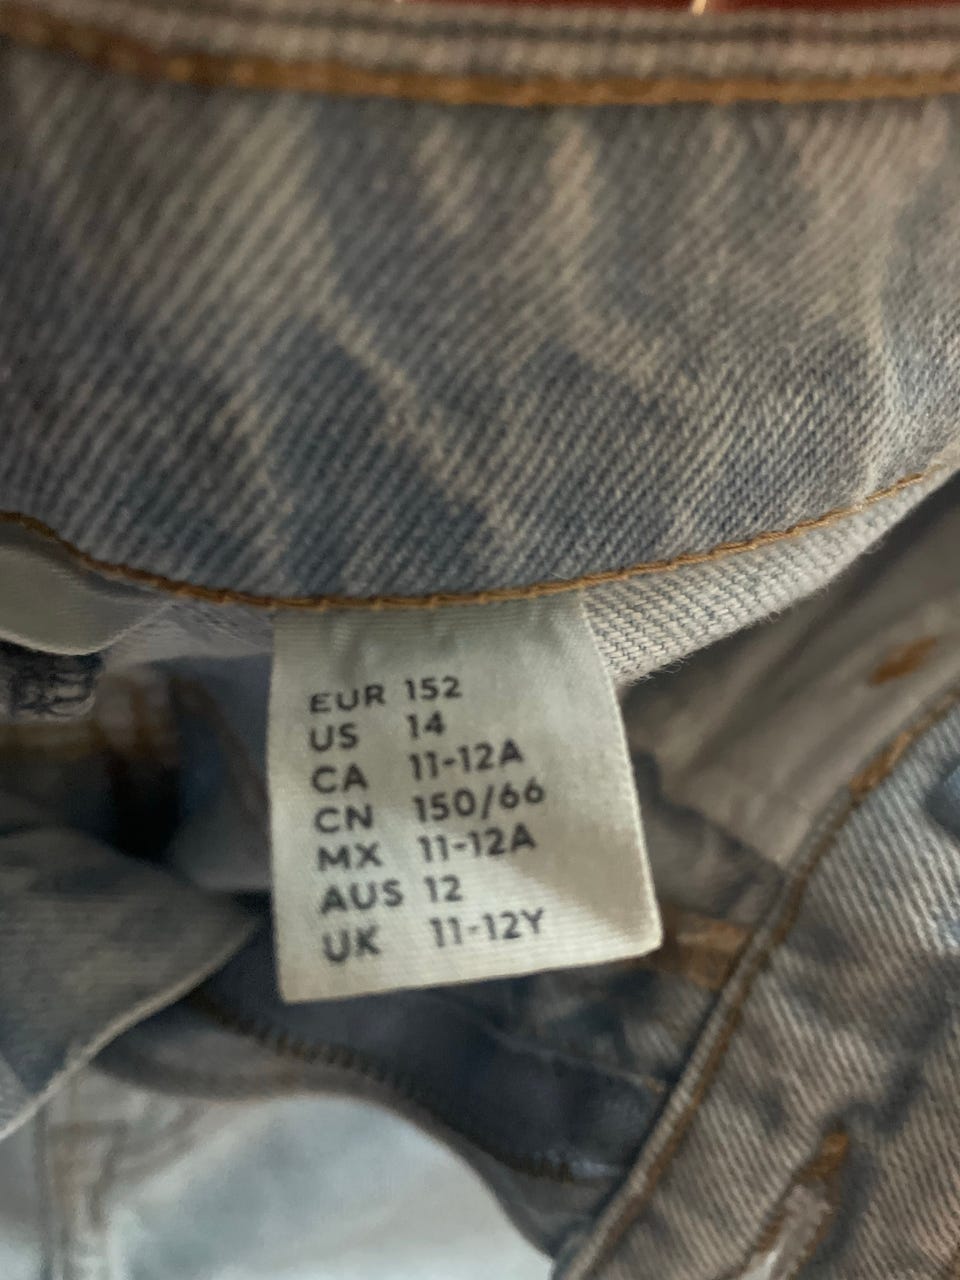 EUR 152
US 14
CA 11-12A
CN 150/66
MX 11-12A
AUS 12
UK 11-12Y